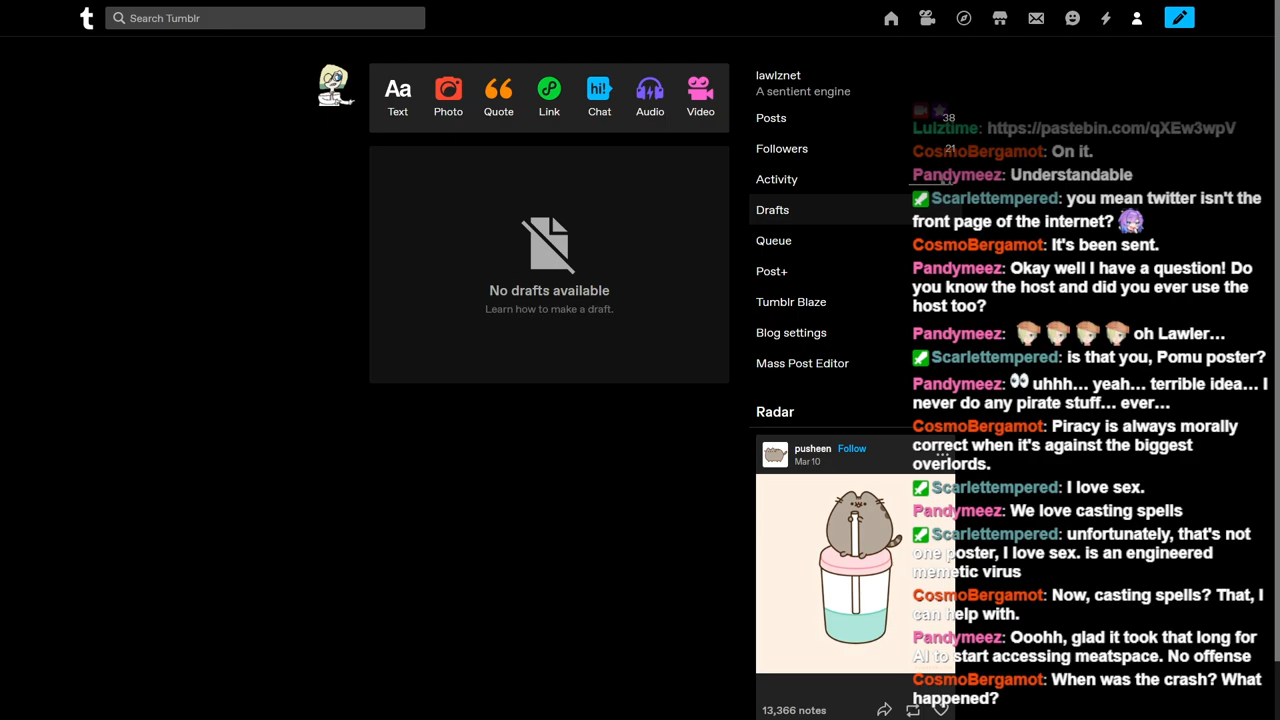 t
Search Tumblr
Aa
hi!
Text
Photo
Quote
Link
Chat
Audio
Video
No drafts available
Learn how to make a draft.
lawlznet
A sentient engine
Posts
38
Followers
21
Activity
Drafts
Queue
Post+
Tumblr Blaze
Blog settings
Mass Post Editor
Radar
pusheen Follow
Mar 10
13,366 notes
Lulztime: https://pastebin.com/qXEw3wpV
CosmoBergamot: On it.
Pandymeez: Understandable
Scarlettempered: you mean twitter isn't the
front page of the internet?
CosmoBergamot: It's been sent.
Pandymeez: Okay well I have a question! Do
you know the host and did you ever use the
host too?
Pandymeez: oh Lawler...
Scarlettempered: is that you, Pomu poster?
Pandymeez: uhhh... yeah... terrible idea... I
never do any pirate stuff... ever...
CosmoBergamot: Piracy is always morally
correct when it's against the biggest
overlords.
Scarlettempered: I love sex.
Pandymeez: We love casting spells
Scarlettempered: unfortunately, that's not
one poster, I love sex. is an engineered
memetic virus
CosmoBergamot: Now, casting spells? That, I
can help with.
Pandymeez: Ooohh, glad it took that long for
AI to start accessing meatspace. No offense
CosmoBergamot: When was the crash? What
happened?